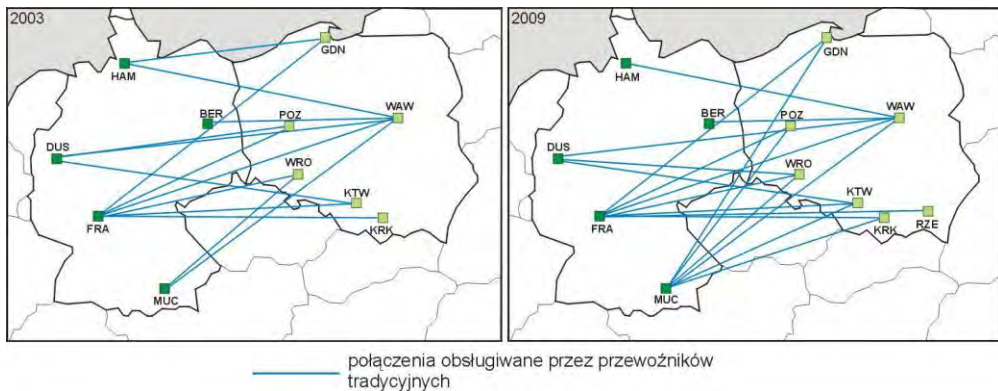 2003
GDN
HAM
BER
POZ
WAW
DUS
WRO
KTW
FRA
KRK
MUC
2009
GDN
HAM
BER
POZ
WAW
DUS
WRO
KTW
FRA
KRK
RZE
MUC
połączenia obsługiwane przez przewoźników
tradycyjnych